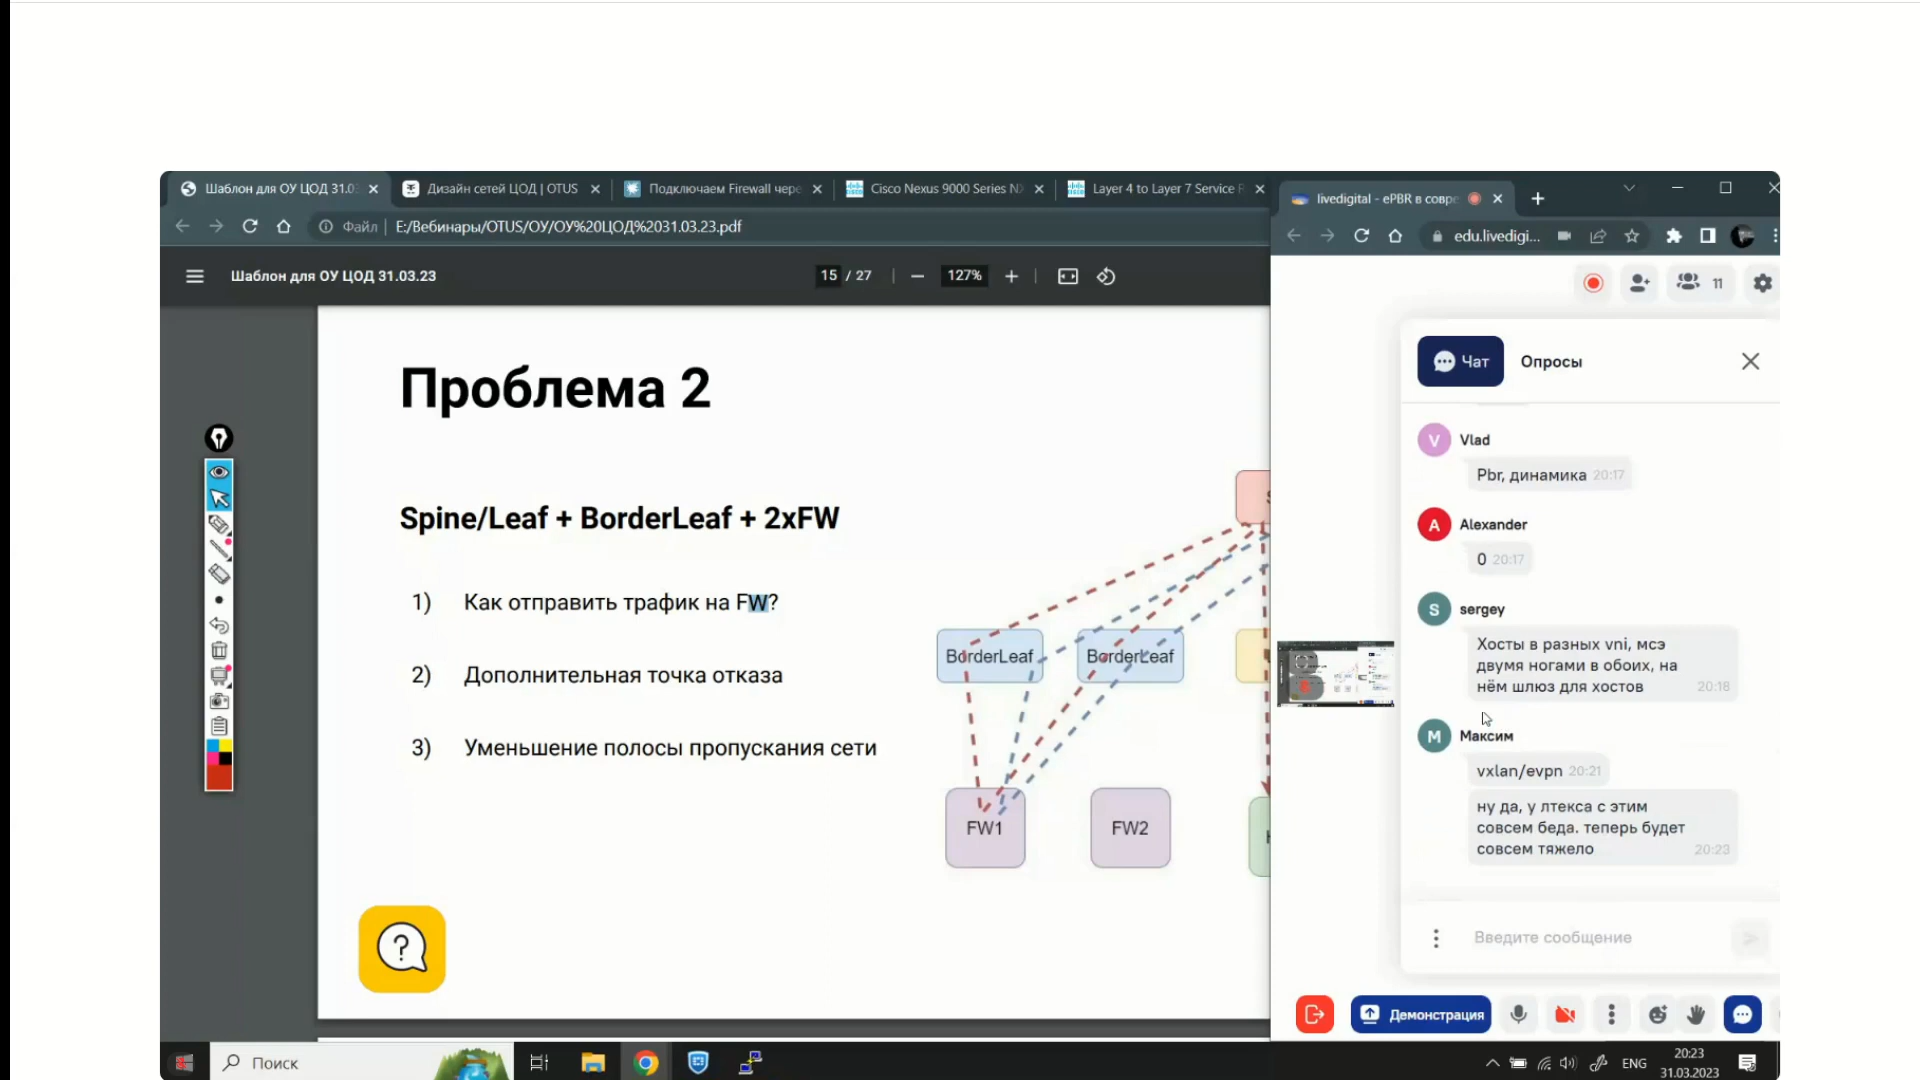 Шаблон для ОУ ЦОД 31.0
Дизайн сетей ЦОД | OTUS
Подключаем Firewall чере
Cisco Nexus 9000 Series NX
Layer 4 to Layer 7 Service R
livedigital - ePBR в совре
Файл | E:/Вебинары/OTUS/ОУ/ОУ%20ЦОД%2031.03.23.pdf
edu.livedigi...
Шаблон для ОУ ЦОД 31.03.23
15 / 27
127%
11
Проблема 2
Spine/Leaf + BorderLeaf + 2xFW
1) Как отправить трафик на FW?
2) Дополнительная точка отказа
3) Уменьшение полосы пропускания сети
BorderLeaf
BorderLeaf
FW1
FW2
Чат
Опросы
V
Vlad
Pbr, динамика 20:17
A
Alexander
0 20:17
S
sergey
Хосты в разных vni, мсэ
двумя ногами в обоих, на
нём шлюз для хостов 20:18
М
Максим
vxlan/evpn 20:21
ну да, у лтекса с этим
совсем беда. теперь будет
совсем тяжело 20:23
Введите сообщение
Демонстрация
Поиск
ENG
20:23
31.03.2023